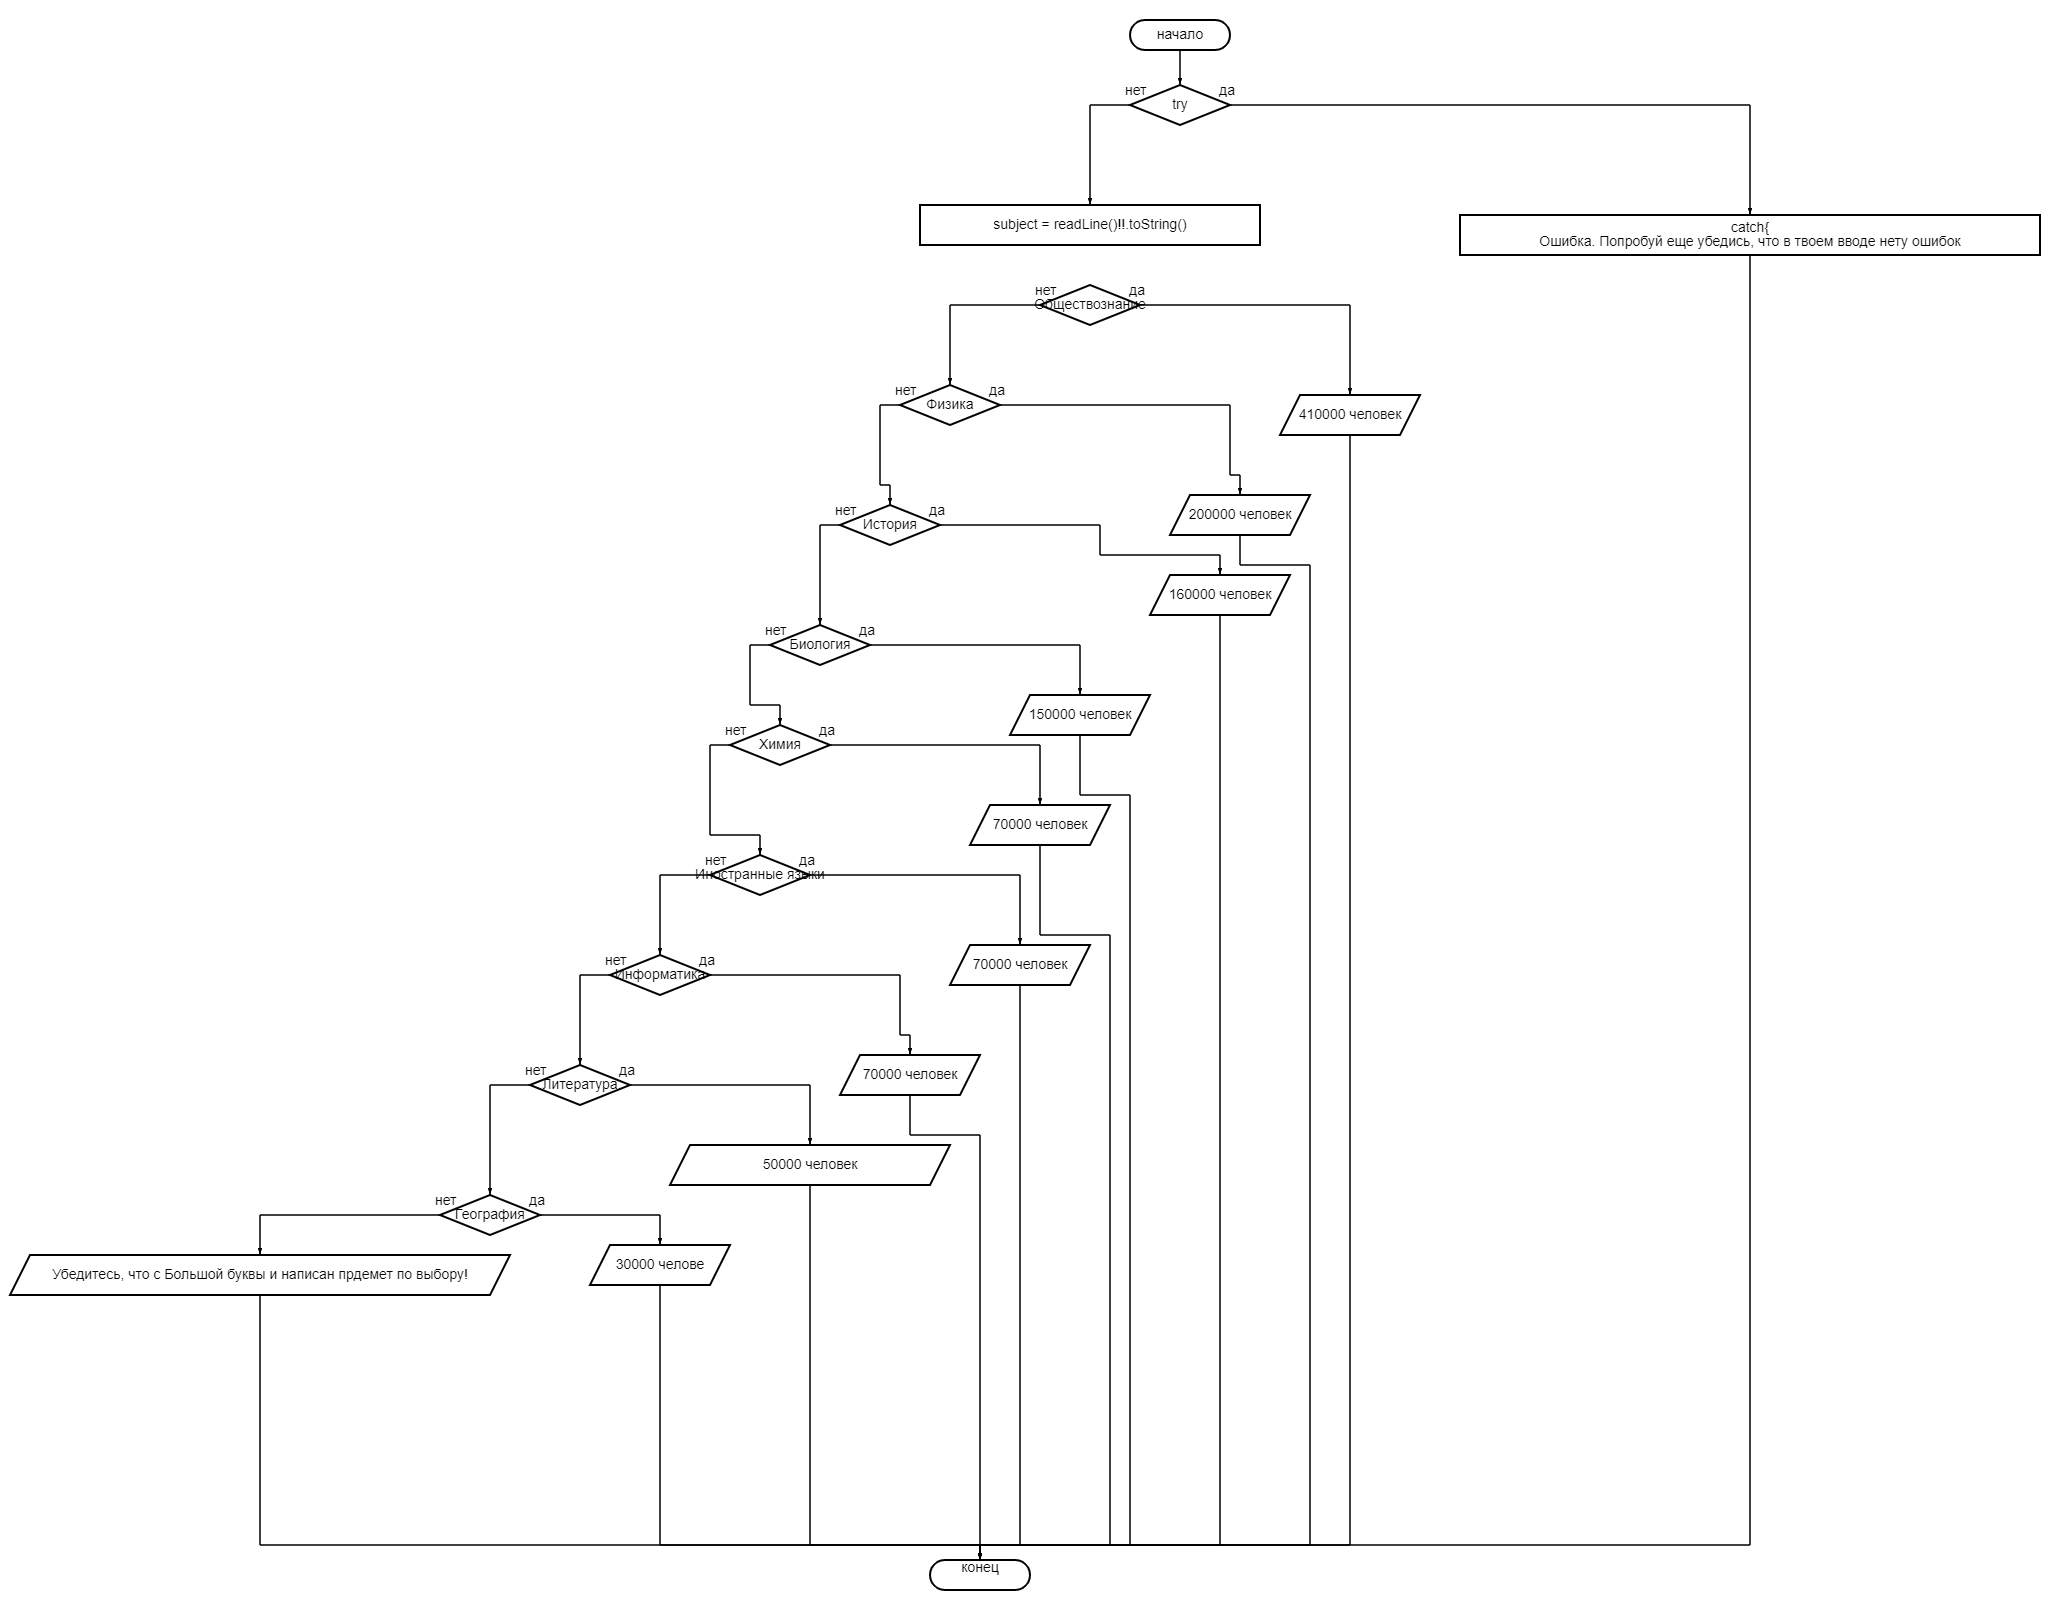 начало
нет
да
try
subject = readLine()!!.toString()
catch{
Ошибка. Попробуй еще убедись, что в твоем вводе нету ошибок
нет
да
Обществознание
нет
да
Физика
410000 человек
нет
да
История
200000 человек
160000 человек
нет
да
Биология
150000 человек
нет
да
Химия
70000 человек
нет
да
Иностранные языки
нет
да
Информатика
70000 человек
нет
да
Литература
70000 человек
50000 человек
нет
да
География
30000 челове
Убедитесь, что с Большой буквы и написан прдемет по выбору!
конец